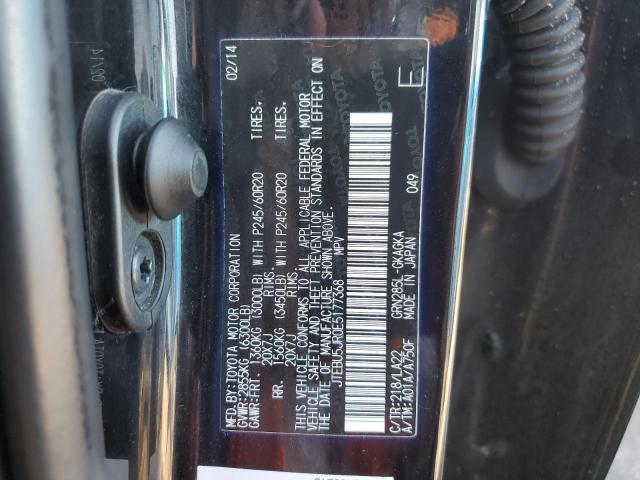 MFD.BY:TOYOTA MOTOR CORPORATION 02/14
GVWR:2855KG (6300LB)
GAWR:FRT. 1360KG (3000LB) WITH P245/60R20 TIRES,
20X7J RIMS.
RR. 1560KG (3450LB) WITH P245/60R20 TIRES,
20X7J RIMS.
THIS VEHICLE CONFORMS TO ALL APPLICABLE FEDERAL MOTOR
VEHICLE SAFETY AND THEFT PREVENTION STANDARDS IN EFFECT ON
THE DATE OF MANUFACTURE SHOWN ABOVE.
JTEBU5JR6E5177368 MPV
049
C/TR:218/LA22 GRN285L-GKAGKA
A/TM:A01A/A750F MADE IN JAPAN
E